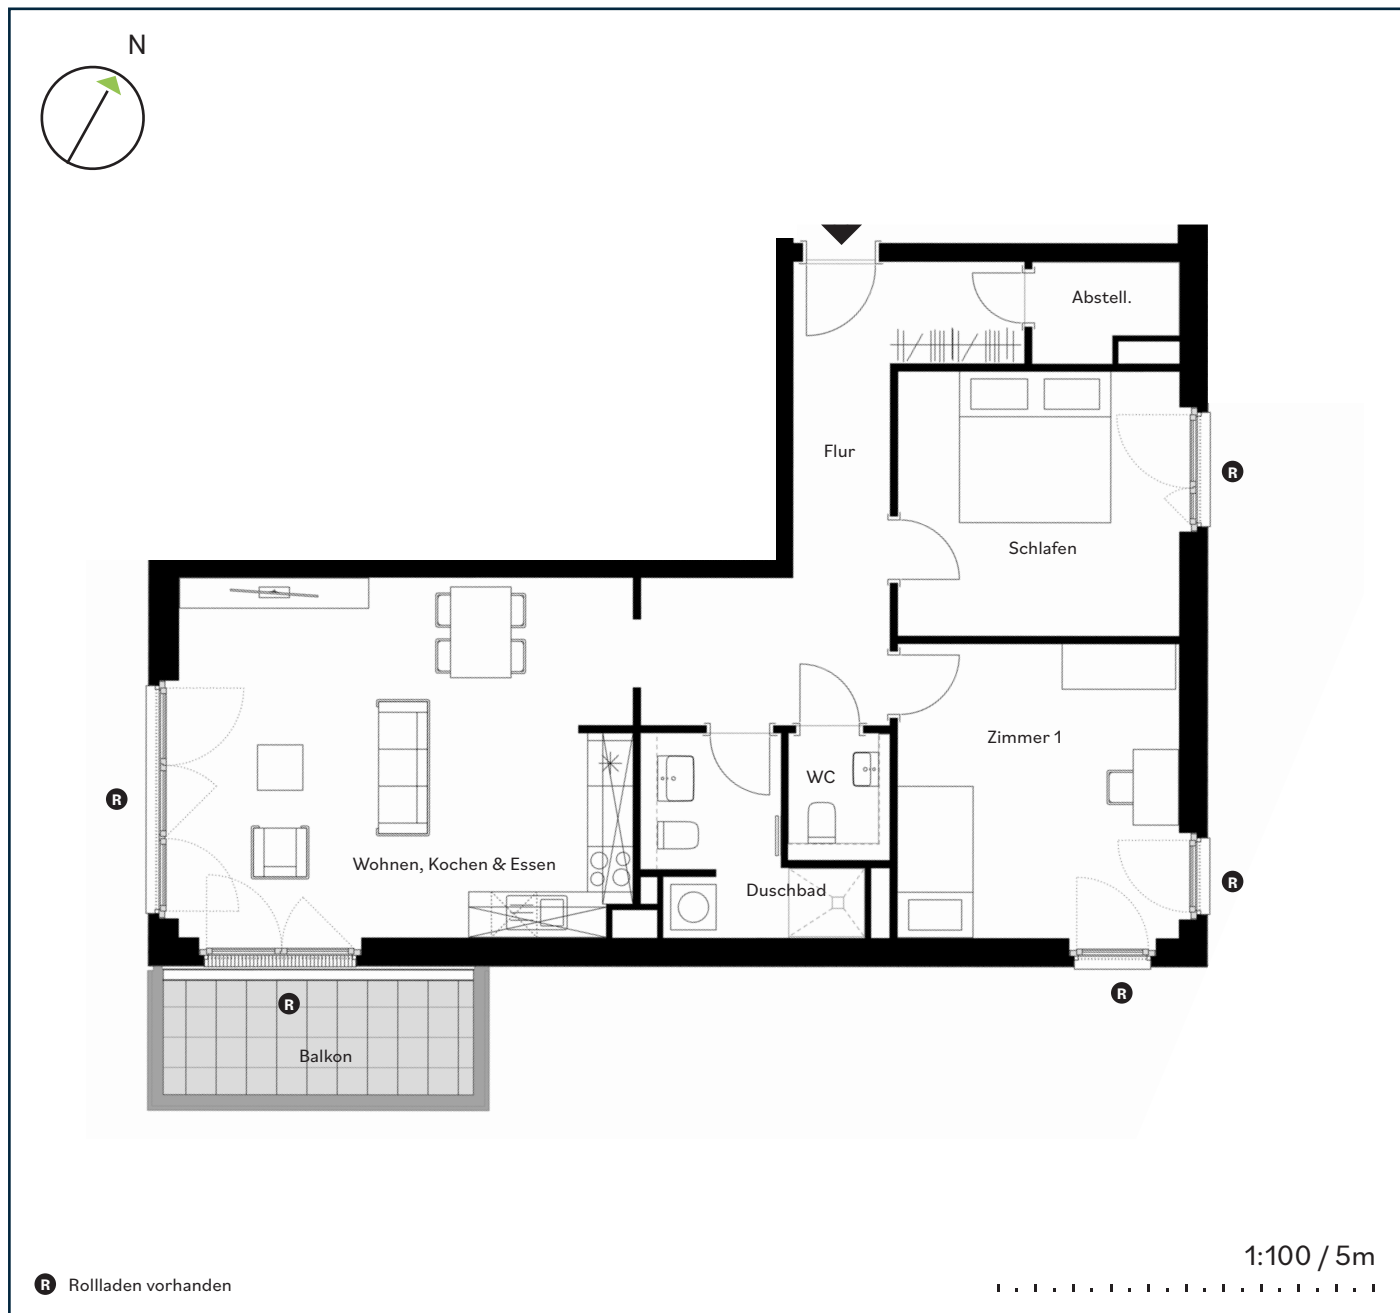 N
Abstell.
Flur
R
Schlafen
Zimmer 1
WC
R
Wohnen, Kochen & Essen
Duschbad
R
R
R
Balkon
1:100 / 5m
R Rollladen vorhanden